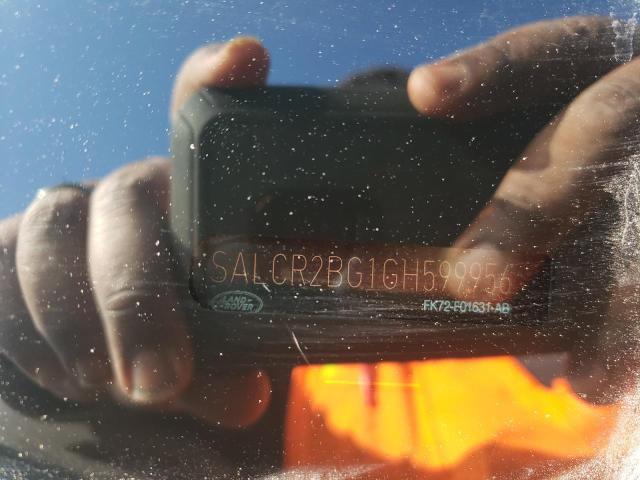 SALCR2BG1GH599956
LAND-
ROVER
FK72-F01631-AB